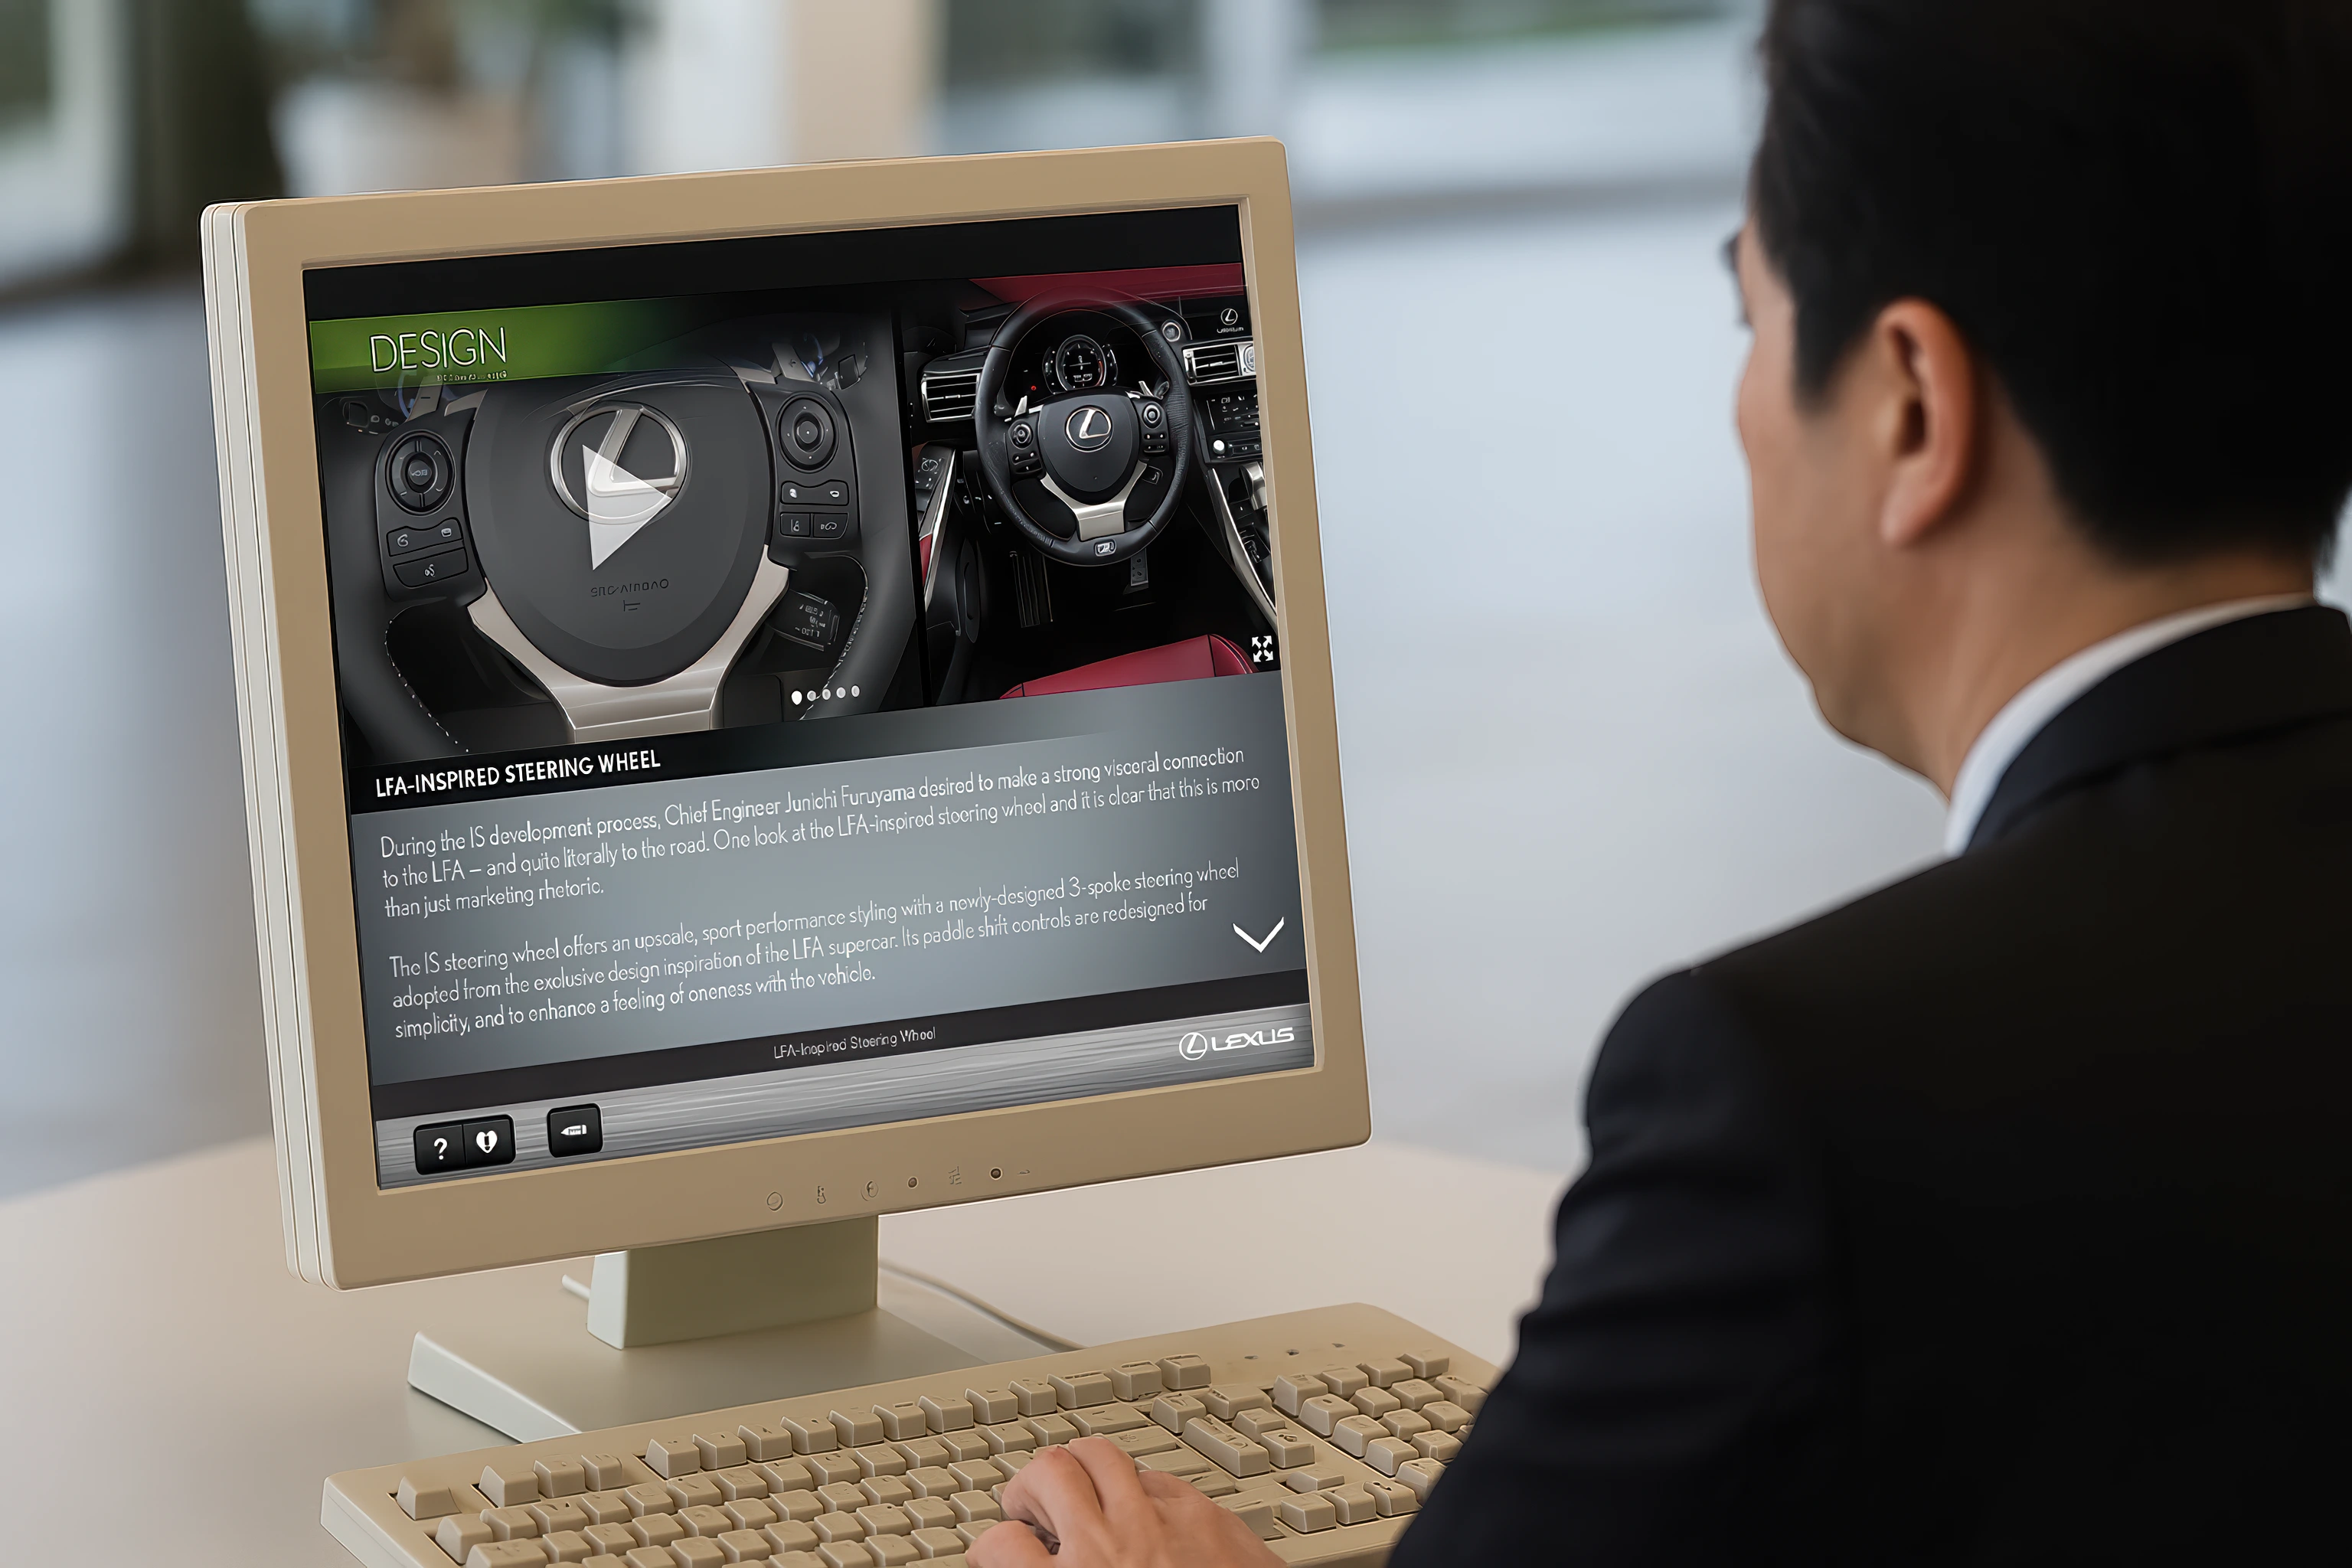 DESIGN
LFA-INSPIRED STEERING WHEEL
During the IS development process, Chief Engineer Junichi Furuyama desired to make a strong visceral connection
to the LFA – and quite literally to the road. One look at the LFA-inspired steering wheel and it is clear that this is more
than just marketing rhetoric.
The IS steering wheel offers an upscale, sport performance styling with a newly-designed 3-spoke steering wheel
adopted from the exclusive design inspiration of the LFA supercar. Its paddle shift controls are redesigned for
simplicity, and to enhance a feeling of oneness with the vehicle.
LFA-Inspired Steering Wheel
LEXUS
?